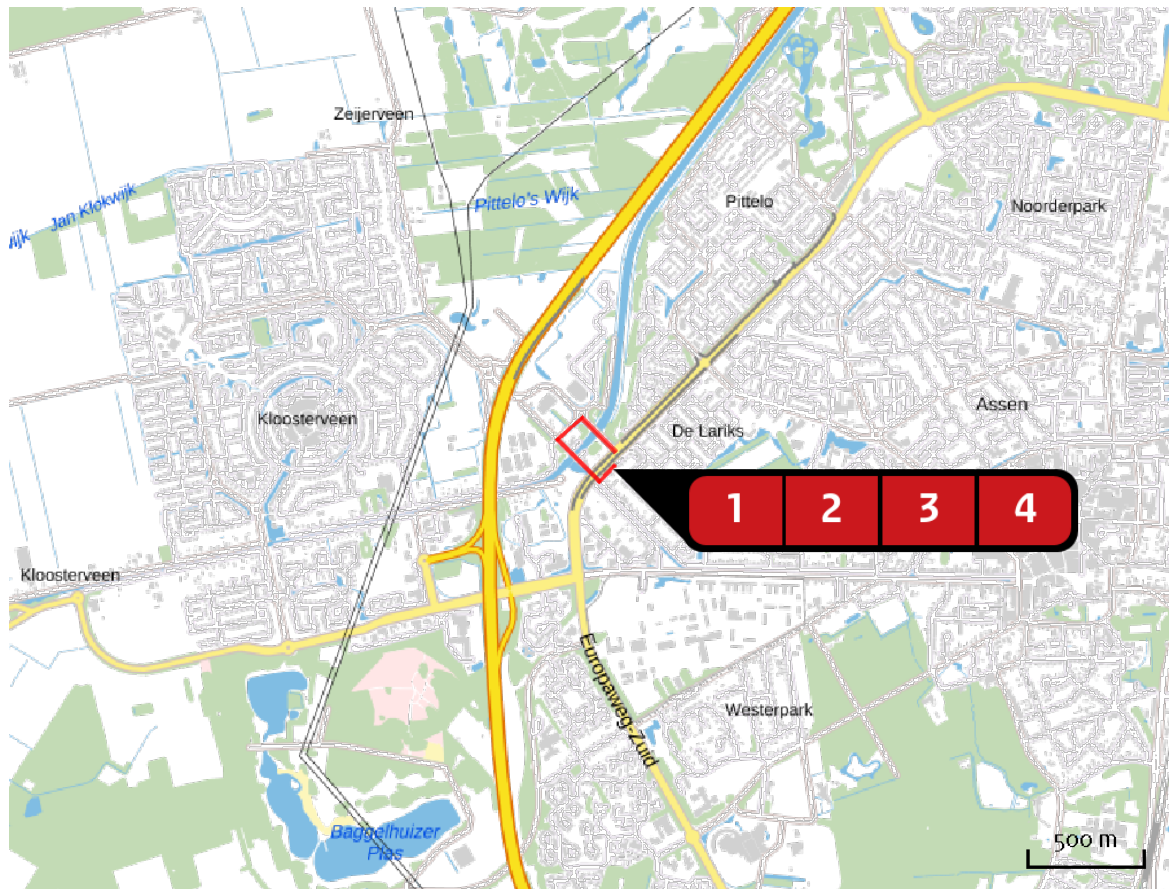 Zeijerveen
Jan Klokwijk
Pittelo's Wijk
Pittelo
Noorderpark
wijk
Kloosterveen
De Lariks
Assen
1 2 3 4
Kloosterveen
Europaweg-Zuid
Westerpark
Baggelhuizer
Plas
500 m